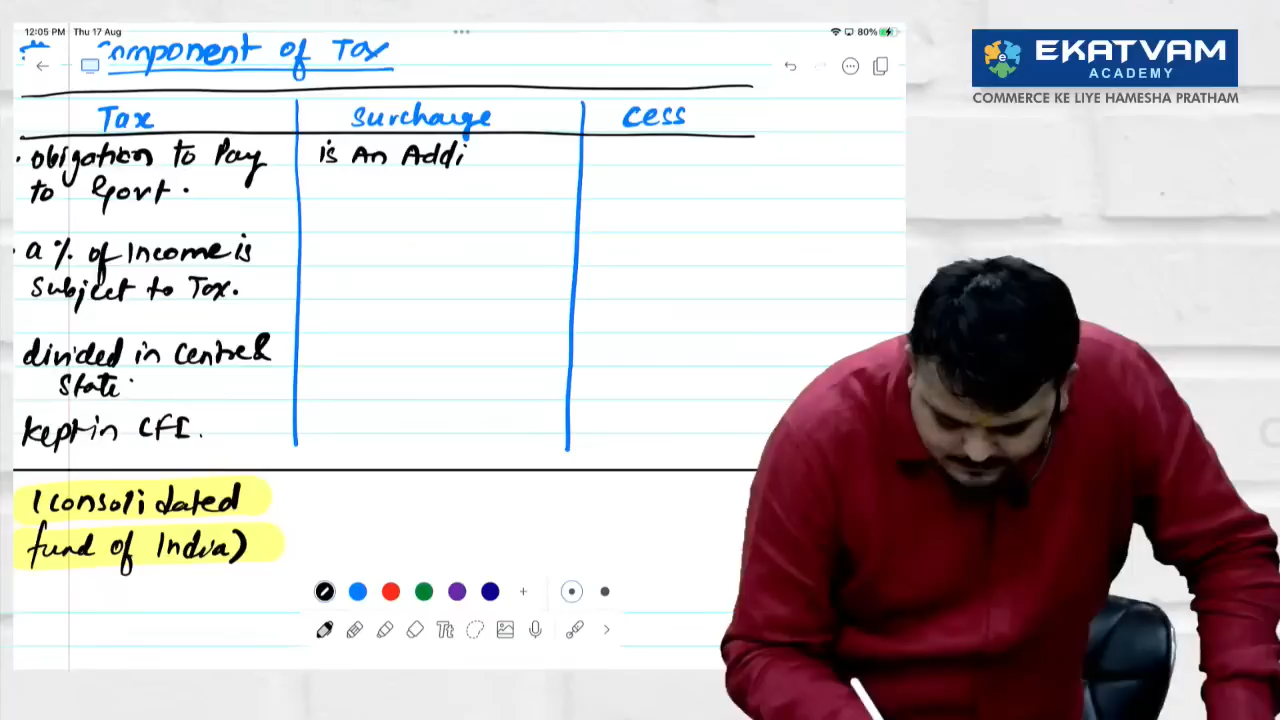 12:05 PM Thu 17 Aug
80%
Component of Tax
EKATVAM
ACADEMY
COMMERCE KE LIYE HAMESHA PRATHAM
Tax
Surcharge
cess
. obligation to Pay
to Govt.
. a % of Income is
subject to Tax.
divided in centre &
state.
kept in CFI.
(consolidated
fund of India)
is An Addi
Tt